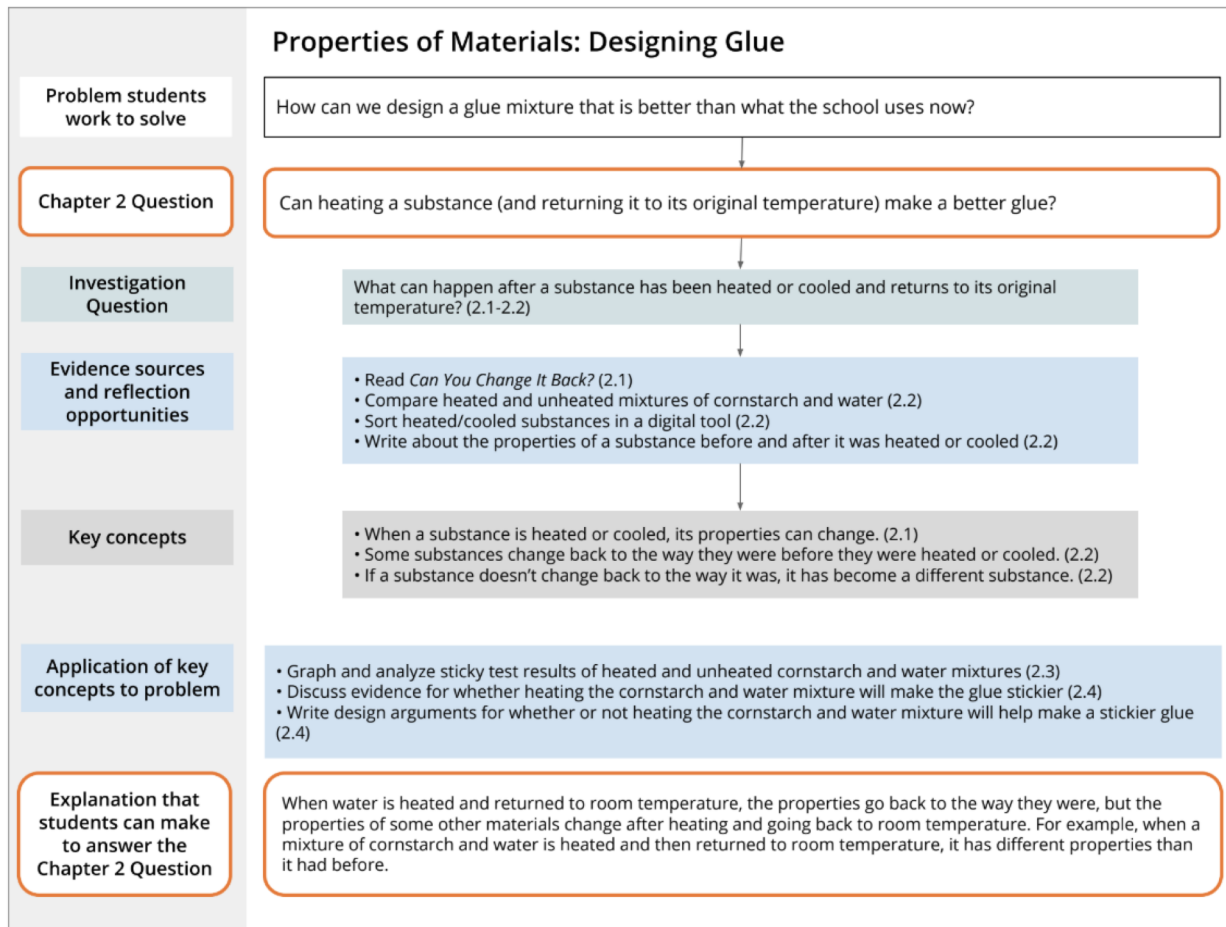 Properties of Materials: Designing Glue
Problem students
work to solve
How can we design a glue mixture that is better than what the school uses now?
Chapter 2 Question
Can heating a substance (and returning it to its original temperature) make a better glue?
Investigation
Question
What can happen after a substance has been heated or cooled and returns to its original
temperature? (2.1-2.2)
Evidence sources
and reflection
opportunities
• Read Can You Change It Back? (2.1)
• Compare heated and unheated mixtures of cornstarch and water (2.2)
• Sort heated/cooled substances in a digital tool (2.2)
• Write about the properties of a substance before and after it was heated or cooled (2.2)
Key concepts
• When a substance is heated or cooled, its properties can change. (2.1)
• Some substances change back to the way they were before they were heated or cooled. (2.2)
• If a substance doesn’t change back to the way it was, it has become a different substance. (2.2)
Application of key
concepts to problem
• Graph and analyze sticky test results of heated and unheated cornstarch and water mixtures (2.3)
• Discuss evidence for whether heating the cornstarch and water mixture will make the glue stickier (2.4)
• Write design arguments for whether or not heating the cornstarch and water mixture will help make a stickier glue
(2.4)
Explanation that
students can make
to answer the
Chapter 2 Question
When water is heated and returned to room temperature, the properties go back to the way they were, but the
properties of some other materials change after heating and going back to room temperature. For example, when a
mixture of cornstarch and water is heated and then returned to room temperature, it has different properties than
it had before.